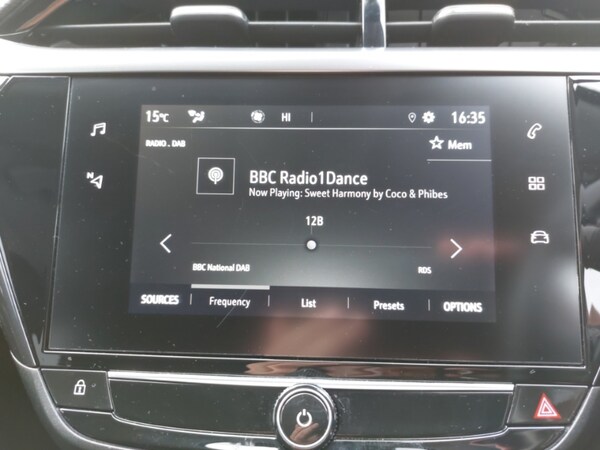 15°C HI 16:35
RADIO . DAB Mem
BBC Radio1Dance
Now Playing: Sweet Harmony by Coco & Phibes
12B
BBC National DAB RDS
SOURCES Frequency List Presets OPTIONS
N